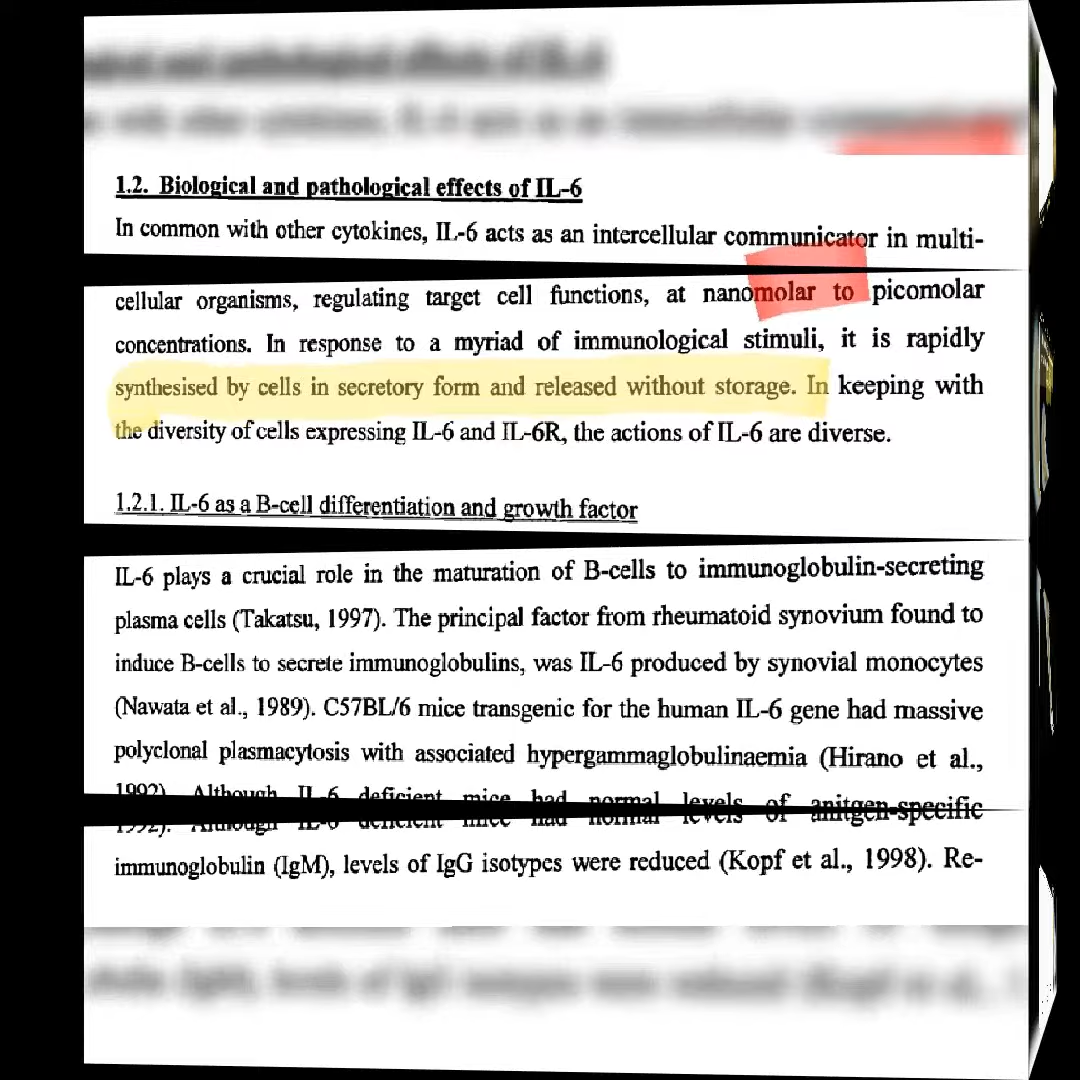 1.2. Biological and pathological effects of IL-6
In common with other cytokines, IL-6 acts as an intercellular communicator in multi-
cellular organisms, regulating target cell functions, at nanomolar to picomolar
concentrations. In response to a myriad of immunological stimuli, it is rapidly
synthesised by cells in secretory form and released without storage. In keeping with
the diversity of cells expressing IL-6 and IL-6R, the actions of IL-6 are diverse.
1.2.1. IL-6 as a B-cell differentiation and growth factor
IL-6 plays a crucial role in the maturation of B-cells to immunoglobulin-secreting
plasma cells (Takatsu, 1997). The principal factor from rheumatoid synovium found to
induce B-cells to secrete immunoglobulins, was IL-6 produced by synovial monocytes
(Nawata et al., 1989). C57BL/6 mice transgenic for the human IL-6 gene had massive
polyclonal plasmacytosis with associated hypergammaglobulinaemia (Hirano et al.,
1992). Although IL-6 deficient mice had normal levels of anitgen-specific
immunoglobulin (IgM), levels of IgG isotypes were reduced (Kopf et al., 1998). Re-